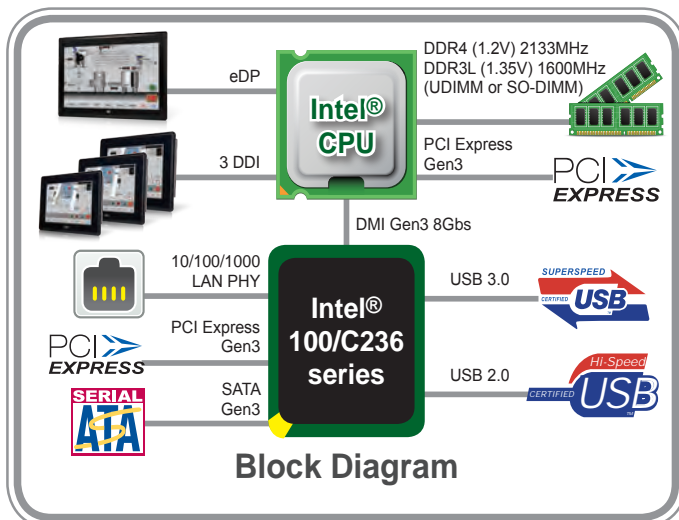 eDP
Intel®
CPU
DDR4 (1.2V) 2133MHz
DDR3L (1.35V) 1600MHz
(UDIMM or SO-DIMM)
3 DDI
PCI Express
Gen3
PCI
EXPRESS
DMI Gen3 8Gbs
10/100/1000
LAN PHY
Intel®
100/C236
series
USB 3.0
SUPERSPEED
CERTIFIED USB
PCI
EXPRESS
PCI Express
Gen3
SERIAL
ATA
SATA
Gen3
USB 2.0
Hi-Speed
CERTIFIED USB
TM
Block Diagram